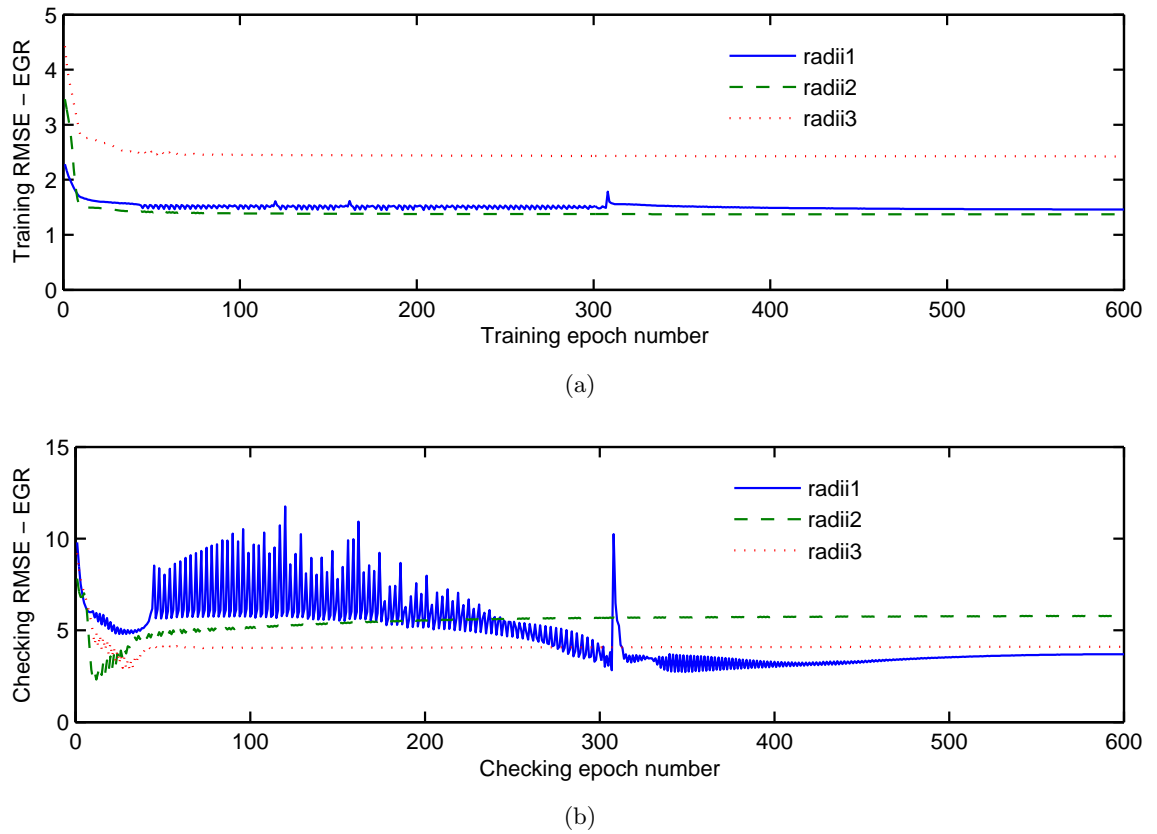 5
4
3
2
1
0
Training RMSE – EGR
radii1
radii2
radii3
0 100 200 300 400 500 600
Training epoch number
(a)
15
10
5
0
Checking RMSE – EGR
radii1
radii2
radii3
0 100 200 300 400 500 600
Checking epoch number
(b)